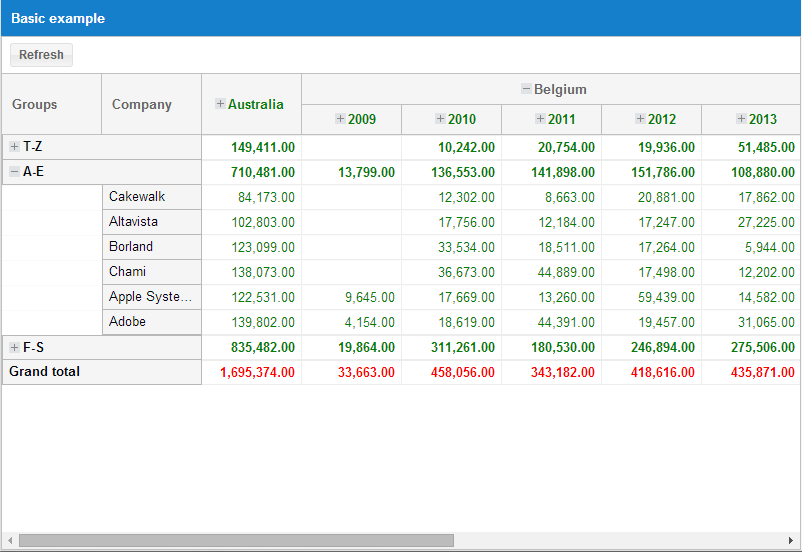 Basic example
Refresh
Groups Company Australia Belgium
2009 2010 2011 2012 2013
T-Z 149,411.00 10,242.00 20,754.00 19,936.00 51,485.00
A-E 710,481.00 13,799.00 136,553.00 141,898.00 151,786.00 108,880.00
Cakewalk 84,173.00 12,302.00 8,663.00 20,881.00 17,862.00
Altavista 102,803.00 17,756.00 12,184.00 17,247.00 27,225.00
Borland 123,099.00 33,534.00 18,511.00 17,264.00 5,944.00
Chami 138,073.00 36,673.00 44,889.00 17,498.00 12,202.00
Apple Syste... 122,531.00 9,645.00 17,669.00 13,260.00 59,439.00 14,582.00
Adobe 139,802.00 4,154.00 18,619.00 44,391.00 19,457.00 31,065.00
F-S 835,482.00 19,864.00 311,261.00 180,530.00 246,894.00 275,506.00
Grand total 1,695,374.00 33,663.00 458,056.00 343,182.00 418,616.00 435,871.00